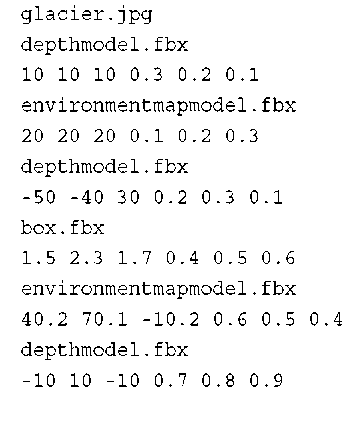 glacier.jpg
depthmodel.fbx
10 10 10 0.3 0.2 0.1
environmentmapmodel.fbx
20 20 20 0.1 0.2 0.3
depthmodel.fbx
-50 -40 30 0.2 0.3 0.1
box.fbx
1.5 2.3 1.7 0.4 0.5 0.6
environmentmapmodel.fbx
40.2 70.1 -10.2 0.6 0.5 0.4
depthmodel.fbx
-10 10 -10 0.7 0.8 0.9